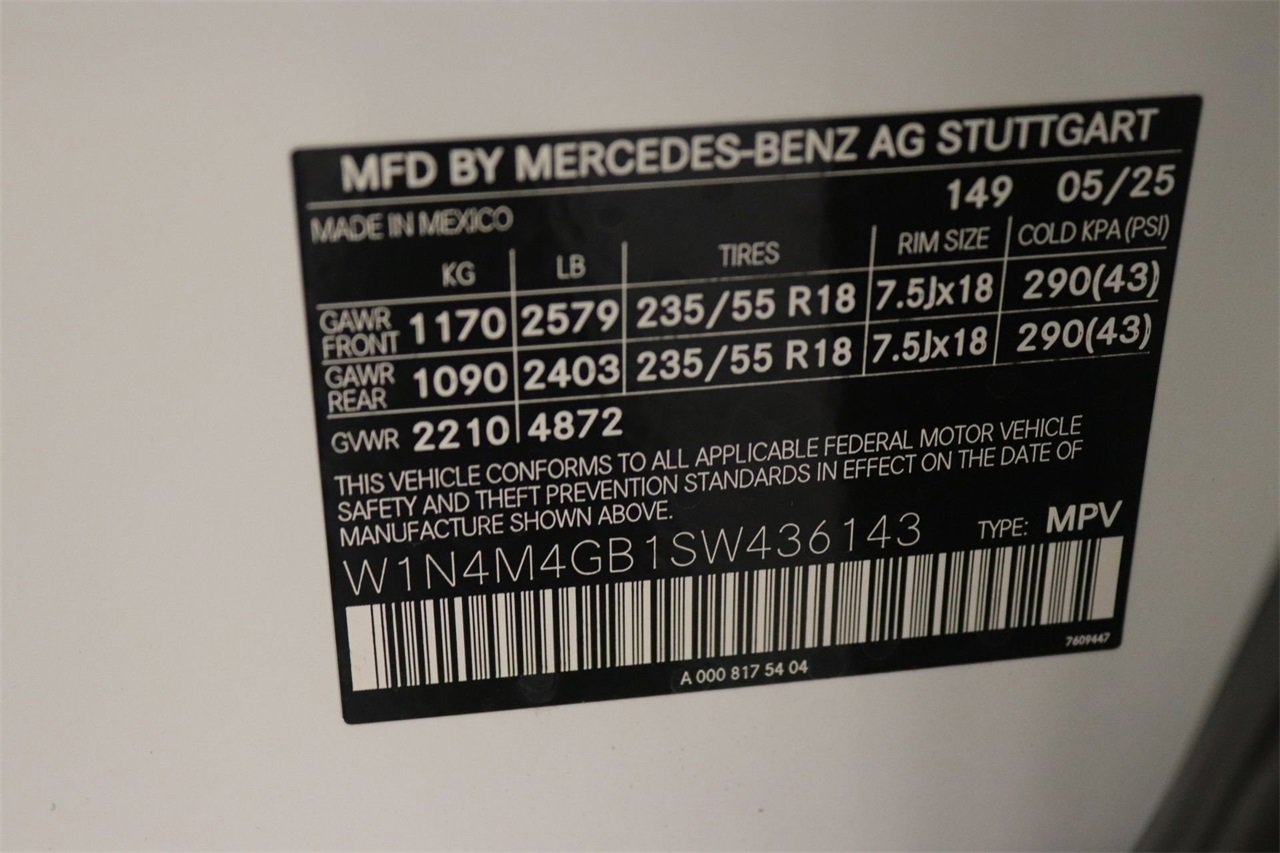 MFD BY MERCEDES-BENZ AG STUTTGART
MADE IN MEXICO 149 05/25
KG LB TIRES RIM SIZE COLD KPA (PSI)
GAWR FRONT 1170 2579 235/55 R18 7.5Jx18 290(43)
GAWR REAR 1090 2403 235/55 R18 7.5Jx18 290(43)
GVWR 2210 4872
THIS VEHICLE CONFORMS TO ALL APPLICABLE FEDERAL MOTOR VEHICLE
SAFETY AND THEFT PREVENTION STANDARDS IN EFFECT ON THE DATE OF
MANUFACTURE SHOWN ABOVE.
W1N4M4GB1SW436143 TYPE: MPV
7609447
A 000 817 54 04